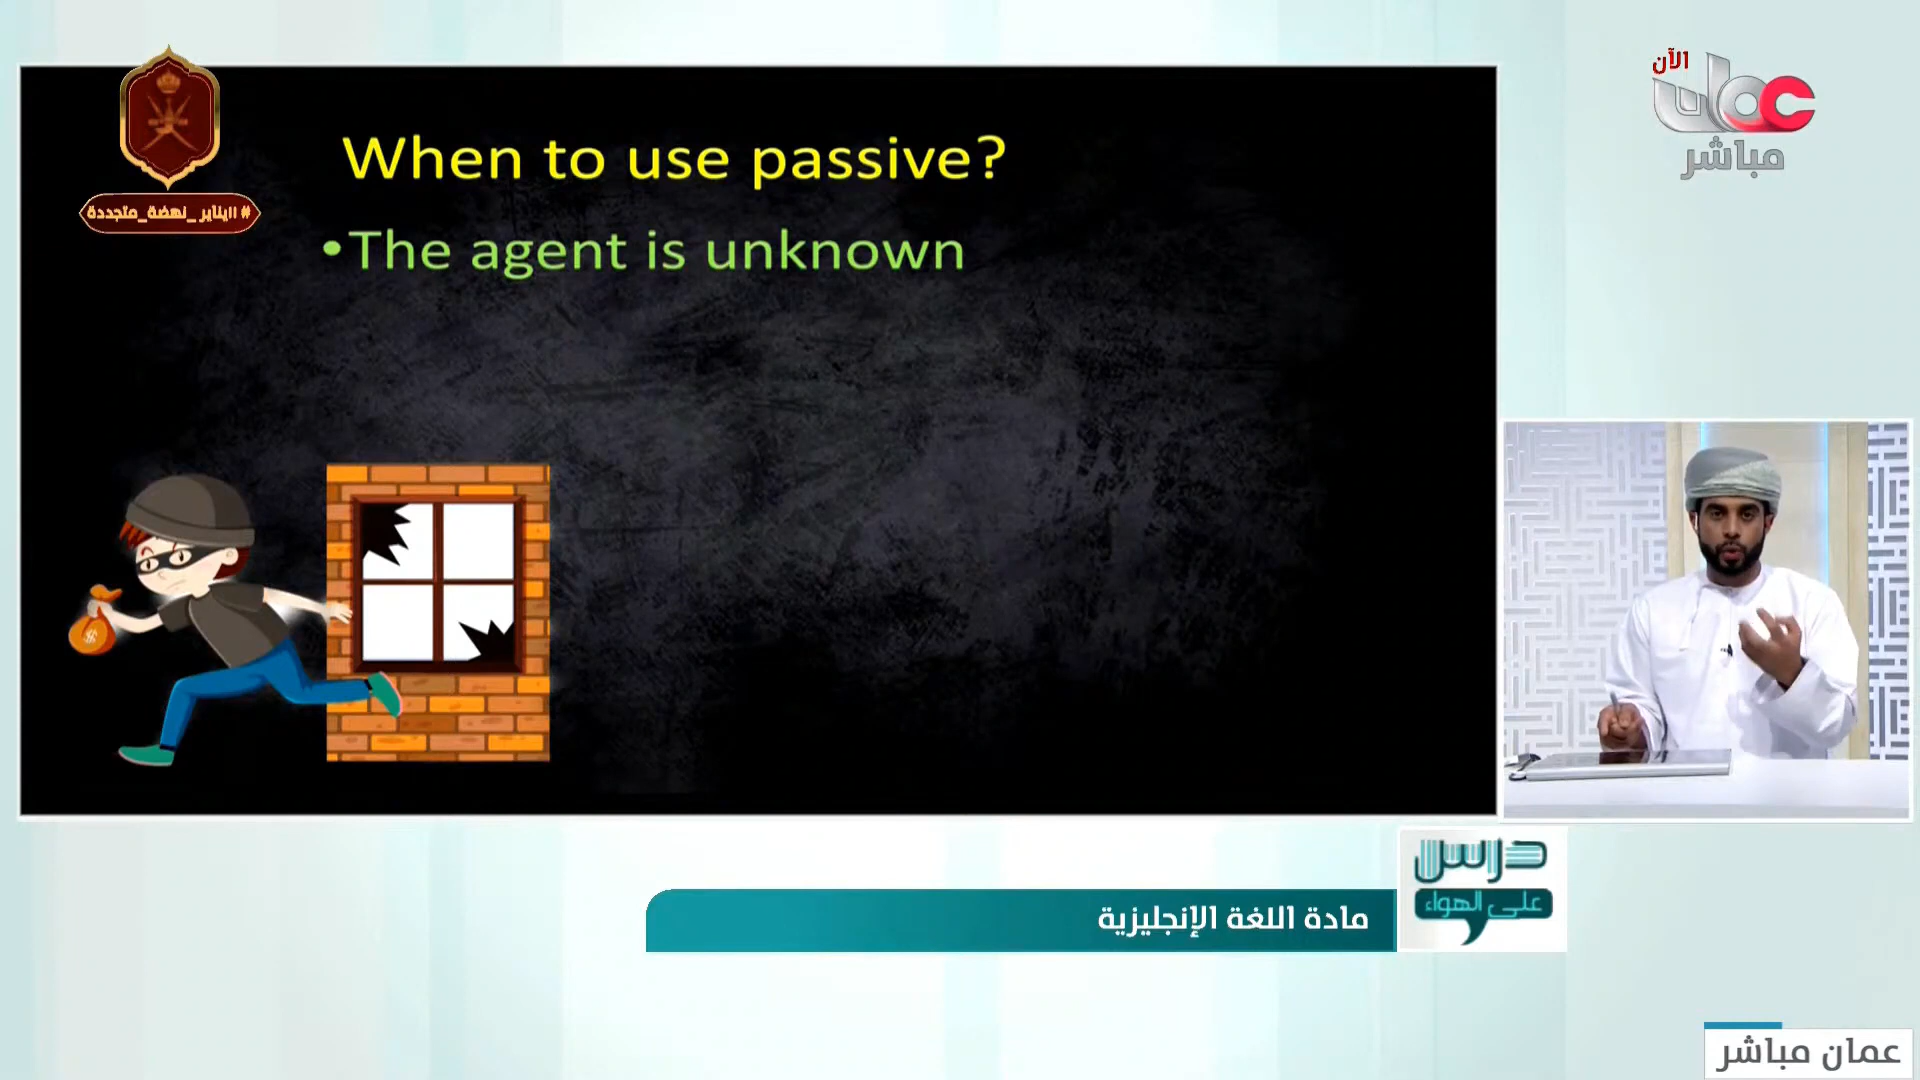 When to use passive?
•The agent is unknown
# ١١يناير_نهضة_متجددة
الآن
عمان
مباشر
$
درس
على الهواء
مادة اللغة الإنجليزية
عمان مباشر